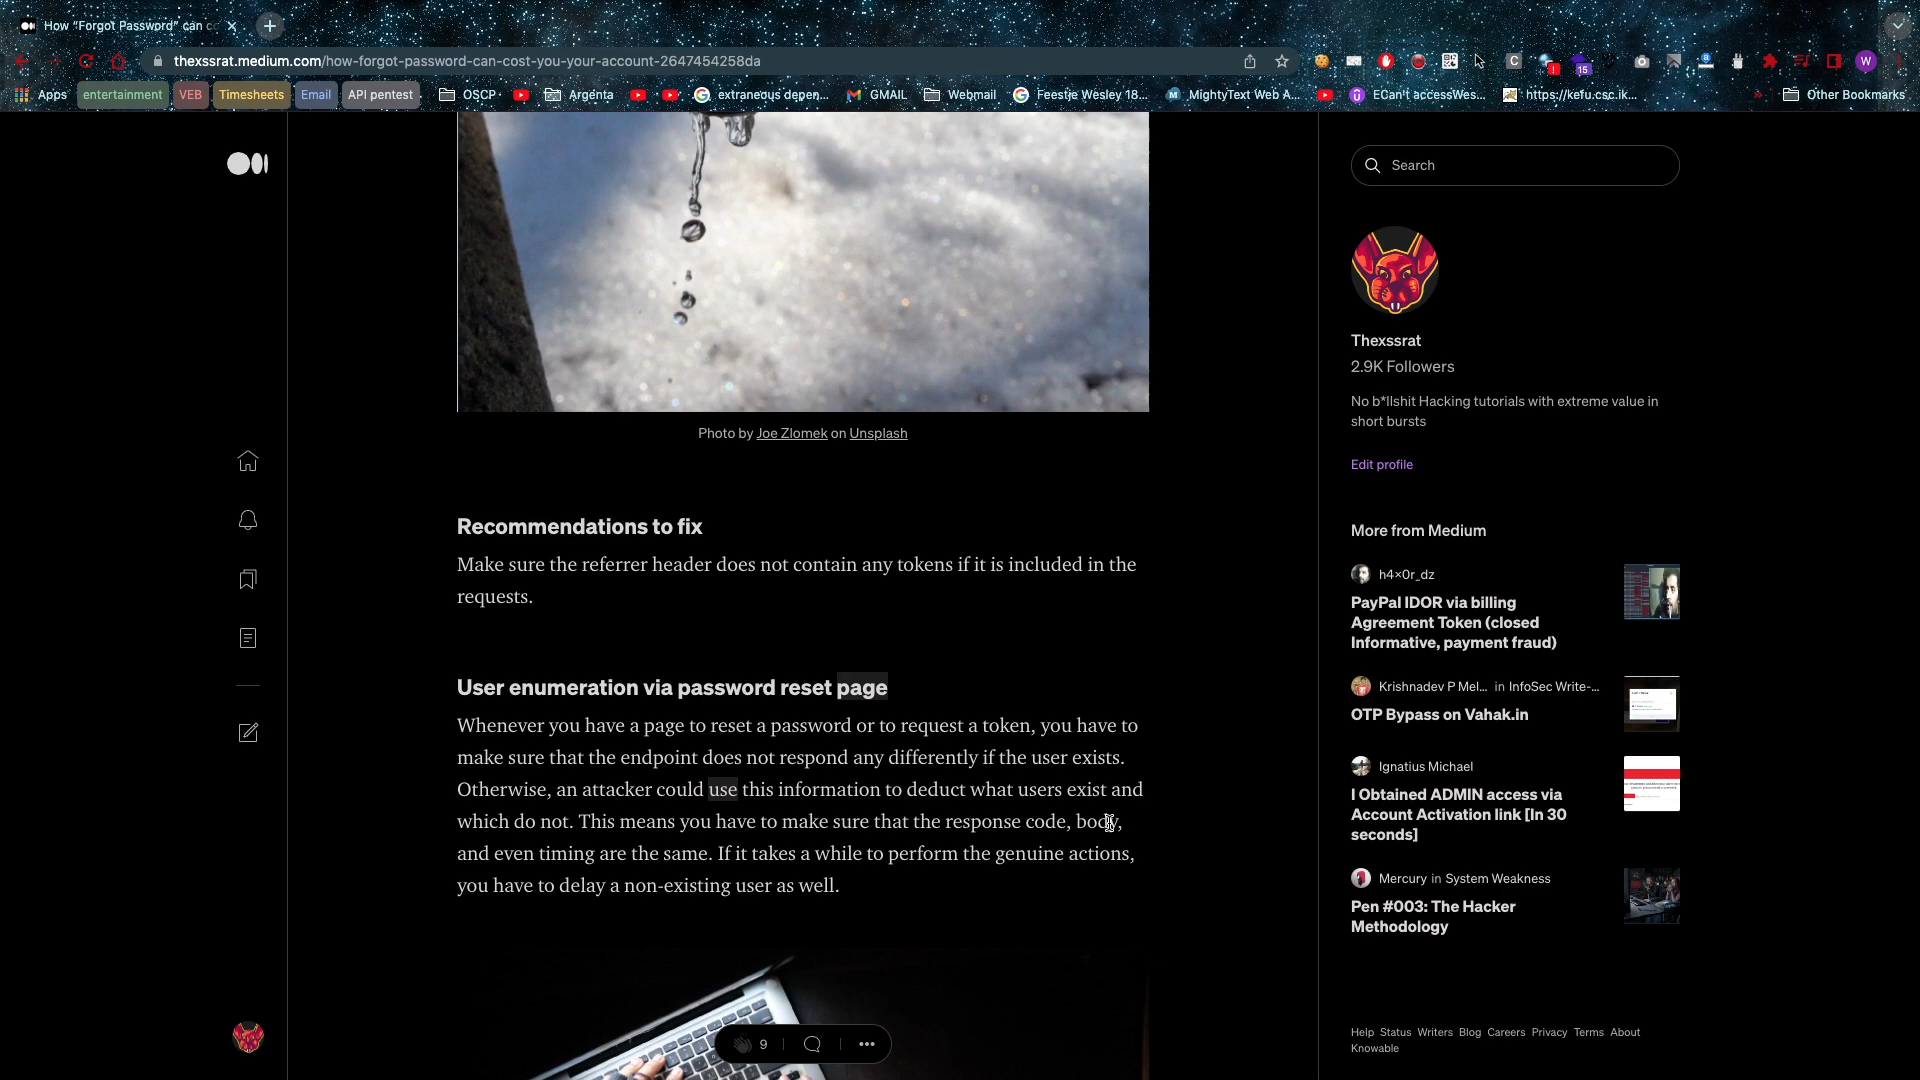 How "Forgot Password" can
thexssrat.medium.com/how-forgot-password-can-cost-you-your-account-2647454258da
15
W
Apps
entertainment
VEB
Timesheets
Email
API pentest
OSCP
Argenta
extraneous depen...
GMAIL
Webmail
Feestje Wesley 18...
MightyText Web A...
ECan't accessWes...
https://kefu.csc.ik...
Other Bookmarks
Photo by Joe Zlomek on Unsplash
Recommendations to fix
Make sure the referrer header does not contain any tokens if it is included in the
requests.
User enumeration via password reset page
Whenever you have a page to reset a password or to request a token, you have to
make sure that the endpoint does not respond any differently if the user exists.
Otherwise, an attacker could use this information to deduct what users exist and
which do not. This means you have to make sure that the response code, body,
and even timing are the same. If it takes a while to perform the genuine actions,
you have to delay a non-existing user as well.
9
Search
Thexssrat
2.9K Followers
No b*llshit Hacking tutorials with extreme value in
short bursts
Edit profile
More from Medium
h4x0r_dz
PayPal IDOR via billing
Agreement Token (closed
Informative, payment fraud)
Krishnadev P Mel... in InfoSec Write-...
OTP Bypass on Vahak.in
Ignatius Michael
I Obtained ADMIN access via
Account Activation link [In 30
seconds]
Mercury in System Weakness
Pen #003: The Hacker
Methodology
Help Status Writers Blog Careers Privacy Terms About
Knowable